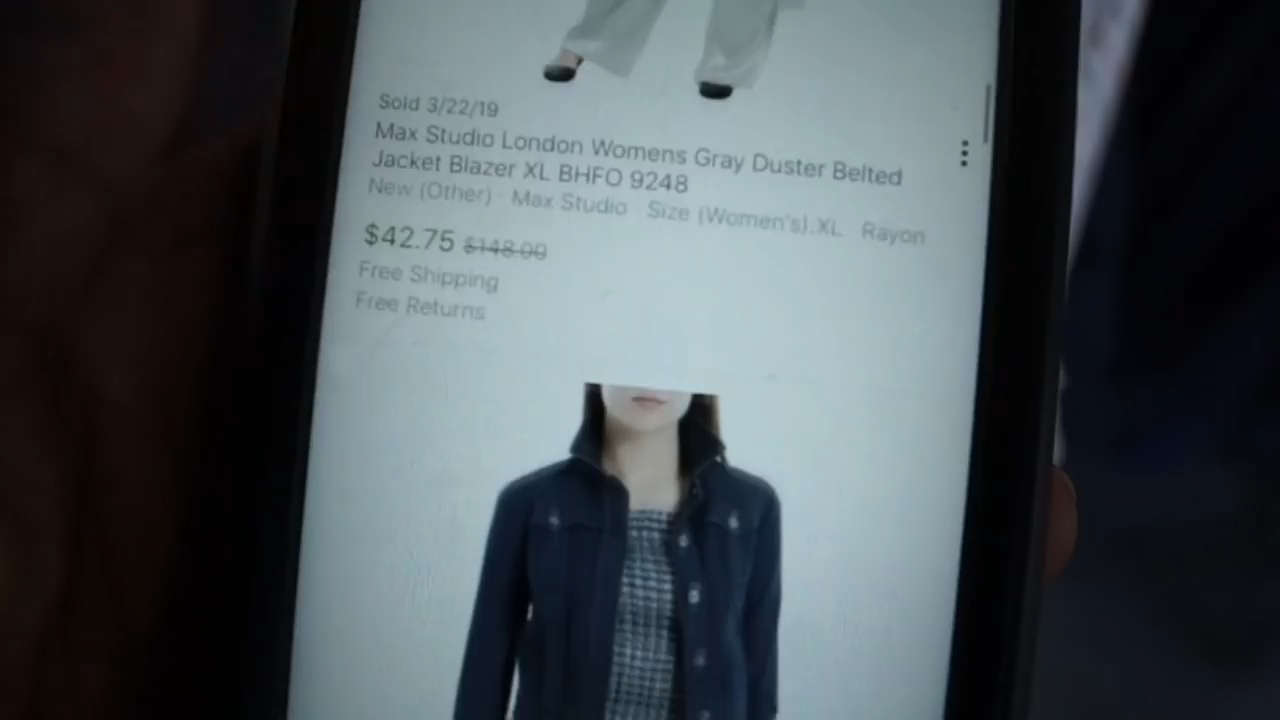 Sold 3/22/19
Max Studio London Womens Gray Duster Belted
Jacket Blazer XL BHFO 9248
New (Other) · Max Studio · Size (Women's):XL · Rayon
$42.75 $148.00
Free Shipping
Free Returns